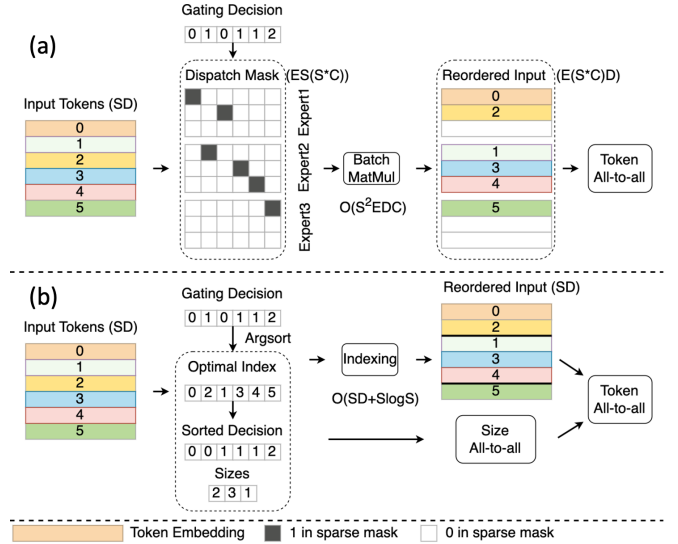 (a)
Gating Decision
0 1 0 1 1 2
Dispatch Mask (ES(S*C))
Reordered Input (E(S*C)D)
Input Tokens (SD)
0
1
2
3
4
5
Expert1
Expert2
Expert3
Batch
MatMul
O(S²EDC)
0
2
1
3
4
5
Token
All-to-all
(b)
Gating Decision
0 1 0 1 1 2
Argsort
Input Tokens (SD)
0
1
2
3
4
5
Optimal Index
0 2 1 3 4 5
Sorted Decision
0 0 1 1 1 2
Sizes
2 3 1
Indexing
O(SD+SlogS)
Reordered Input (SD)
0
2
1
3
4
5
Size
All-to-all
Token
All-to-all
Token Embedding
1 in sparse mask
0 in sparse mask